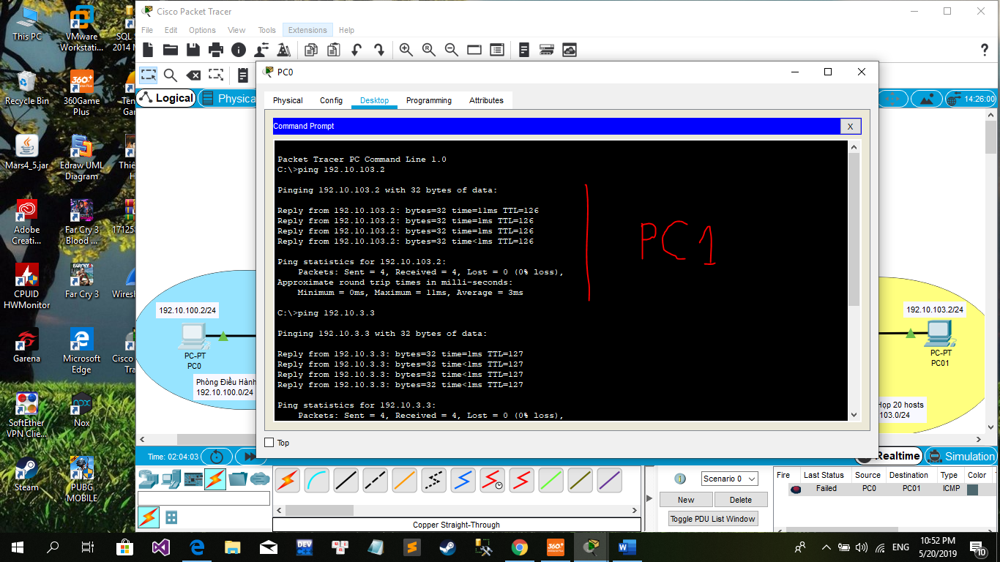 This PC
VMware Workstati...
SQL S
2014 M
Recycle Bin
360Game Plus
Ten
Gar
Mars4_5.jar
Edraw UML Diagram
Thiê
H
Adobe Creati...
Far Cry 3 Blood ...
17125
CPUID HWMonitor
Far Cry 3
Wiresh
Garena
Microsoft Edge
Cisco
Tra
SoftEther VPN Clie...
Nox
Steam
PUBG MOBILE
Cisco Packet Tracer
File Edit Options View Tools Extensions Help
?
Logical
Physica
14:26:00
PC0
Physical Config Desktop Programming Attributes
Command Prompt
X
Packet Tracer PC Command Line 1.0
C:\>ping 192.10.103.2
Pinging 192.10.103.2 with 32 bytes of data:
Reply from 192.10.103.2: bytes=32 time=11ms TTL=126
Reply from 192.10.103.2: bytes=32 time=1ms TTL=126
Reply from 192.10.103.2: bytes=32 time=1ms TTL=126
Reply from 192.10.103.2: bytes=32 time<1ms TTL=126
Ping statistics for 192.10.103.2:
Packets: Sent = 4, Received = 4, Lost = 0 (0% loss),
Approximate round trip times in milli-seconds:
Minimum = 0ms, Maximum = 11ms, Average = 3ms
C:\>ping 192.10.3.3
Pinging 192.10.3.3 with 32 bytes of data:
Reply from 192.10.3.3: bytes=32 time=1ms TTL=127
Reply from 192.10.3.3: bytes=32 time<1ms TTL=127
Reply from 192.10.3.3: bytes=32 time<1ms TTL=127
Reply from 192.10.3.3: bytes=32 time<1ms TTL=127
Ping statistics for 192.10.3.3:
Packets: Sent = 4, Received = 4, Lost = 0 (0% loss),
PC1
Top
192.10.100.2/24
PC-PT
PC0
Phòng Điều Hành
192.10.100.0/24
192.10.103.2/24
PC-PT
PC01
Họp 20 hosts
103.0/24
Time: 02:04:03
Realtime
Simulation
Scenario 0
New Delete
Toggle PDU List Window
Fire Last Status Source Destination Type Color
Failed PC0 PC01 ICMP
Copper Straight-Through
ENG
10:52 PM
5/20/2019
10